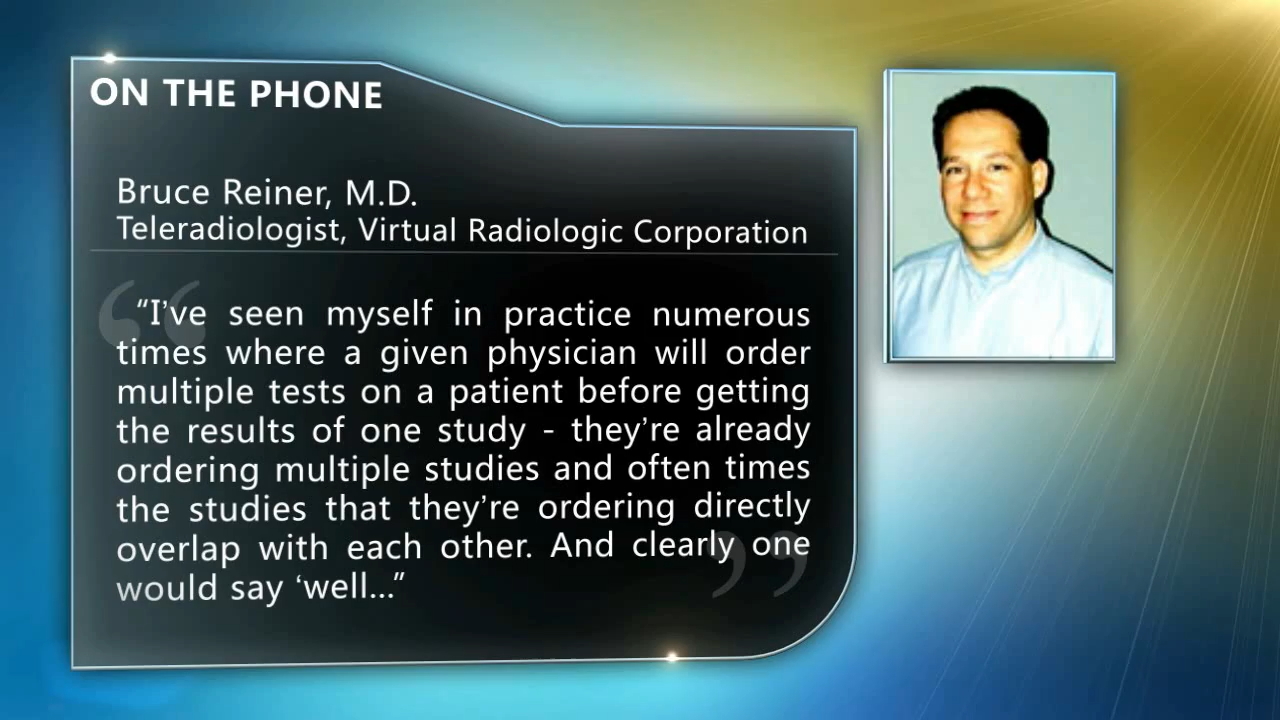 ON THE PHONE
Bruce Reiner, M.D.
Teleradiologist, Virtual Radiologic Corporation
“I’ve seen myself in practice numerous
times where a given physician will order
multiple tests on a patient before getting
the results of one study - they’re already
ordering multiple studies and often times
the studies that they’re ordering directly
overlap with each other. And clearly one
would say ‘well...”